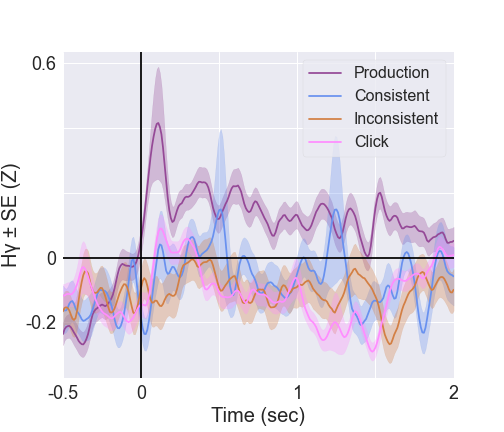 Production
Consistent
Inconsistent
Click
Hγ ± SE (Z)
0.6
0
-0.2
-0.5
0
1
2
Time (sec)